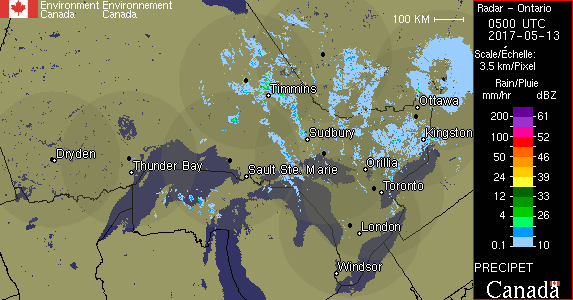 Environment Environnement
Canada Canada
100 KM
Timmins
Ottawa
Sudbury
Kingston
Dryden
Thunder Bay
Sault Ste. Marie
Orillia
Toronto
London
Windsor
Radar - Ontario
0500 UTC
2017-05-13
Scale/Échelle:
3.5 km/Pixel
Rain/Pluie
mm/hr dBZ
200 61
100 57
100 52
50 46
24 39
12 33
4 26
0.1 10
PRECIPET
Canada